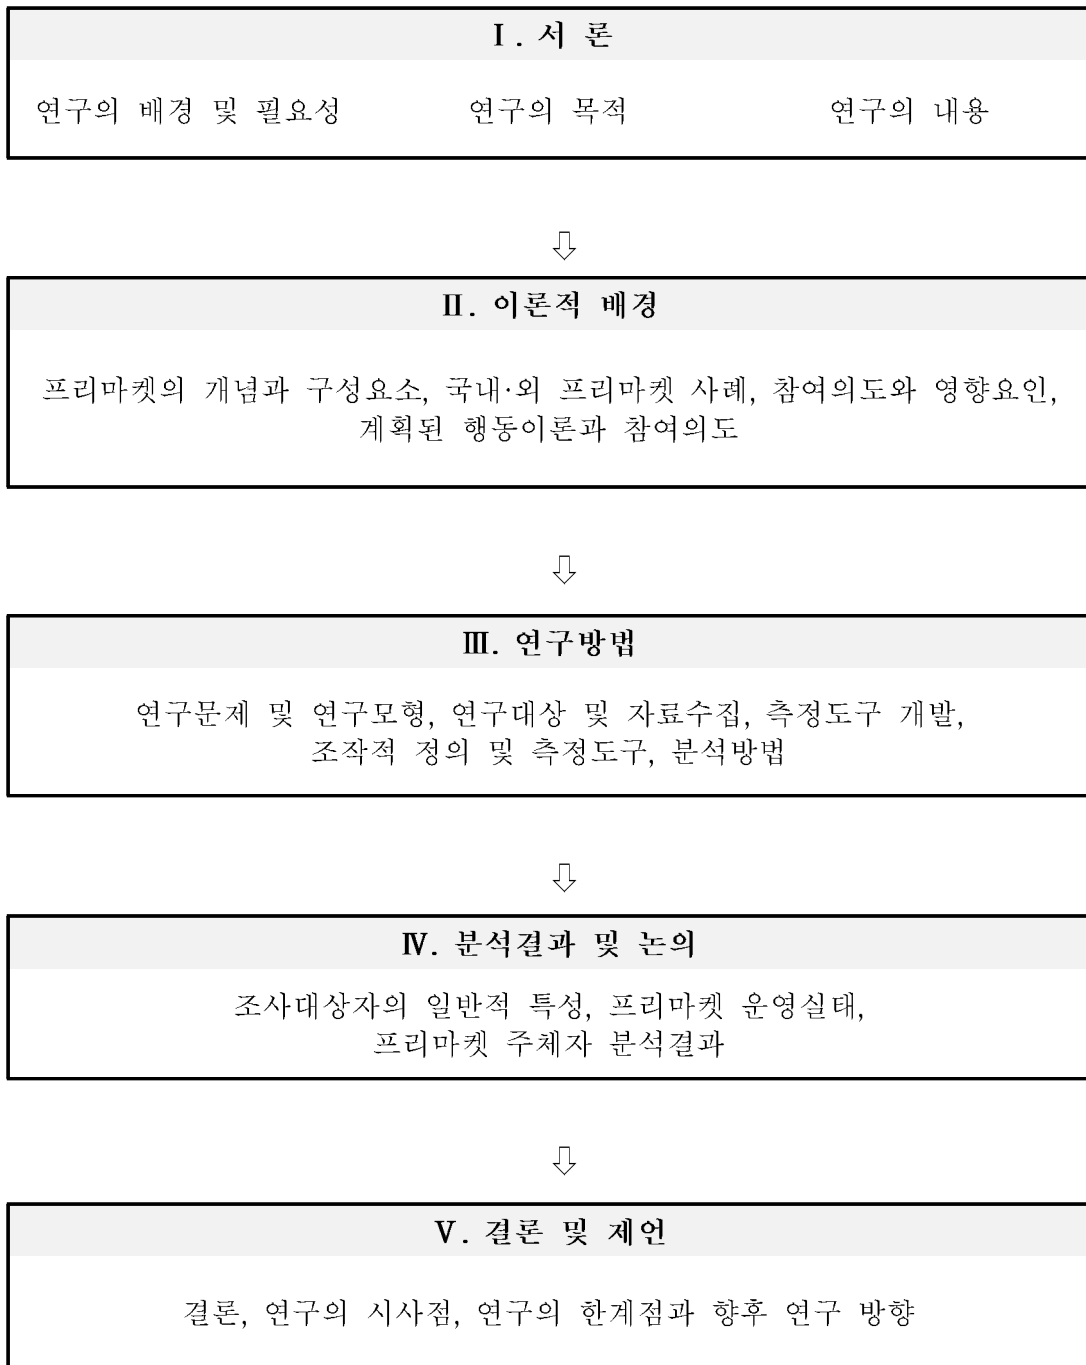 Ⅰ. 서 론
연구의 배경 및 필요성 연구의 목적 연구의 내용
⇩
Ⅱ. 이론적 배경
프리마켓의 개념과 구성요소, 국내·외 프리마켓 사례, 참여의도와 영향요인,
계획된 행동이론과 참여의도
⇩
Ⅲ. 연구방법
연구문제 및 연구모형, 연구대상 및 자료수집, 측정도구 개발,
조작적 정의 및 측정도구, 분석방법
⇩
Ⅳ. 분석결과 및 논의
조사대상자의 일반적 특성, 프리마켓 운영실태,
프리마켓 주체자 분석결과
⇩
Ⅴ. 결론 및 제언
결론, 연구의 시사점, 연구의 한계점과 향후 연구 방향